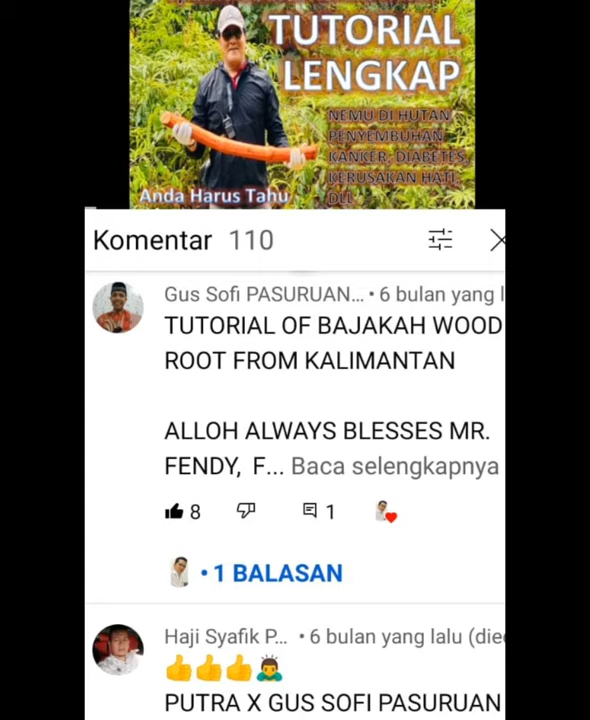 TUTORIAL
LENGKAP
NEMU DI HUTAN
PENYEMBUHAN
KANKER, DIABETES,
KERUSAKAN HATI,
DLL
Anda Harus Tahu
Komentar 110
Gus Sofi PASURUAN... • 6 bulan yang l
TUTORIAL OF BAJAKAH WOOD
ROOT FROM KALIMANTAN
ALLOH ALWAYS BLESSES MR.
FENDY, F... Baca selengkapnya
8 1
• 1 BALASAN
Haji Syafik P... • 6 bulan yang lalu (die
👍👍👍🙇‍♂️
PUTRA X GUS SOFI PASURUAN